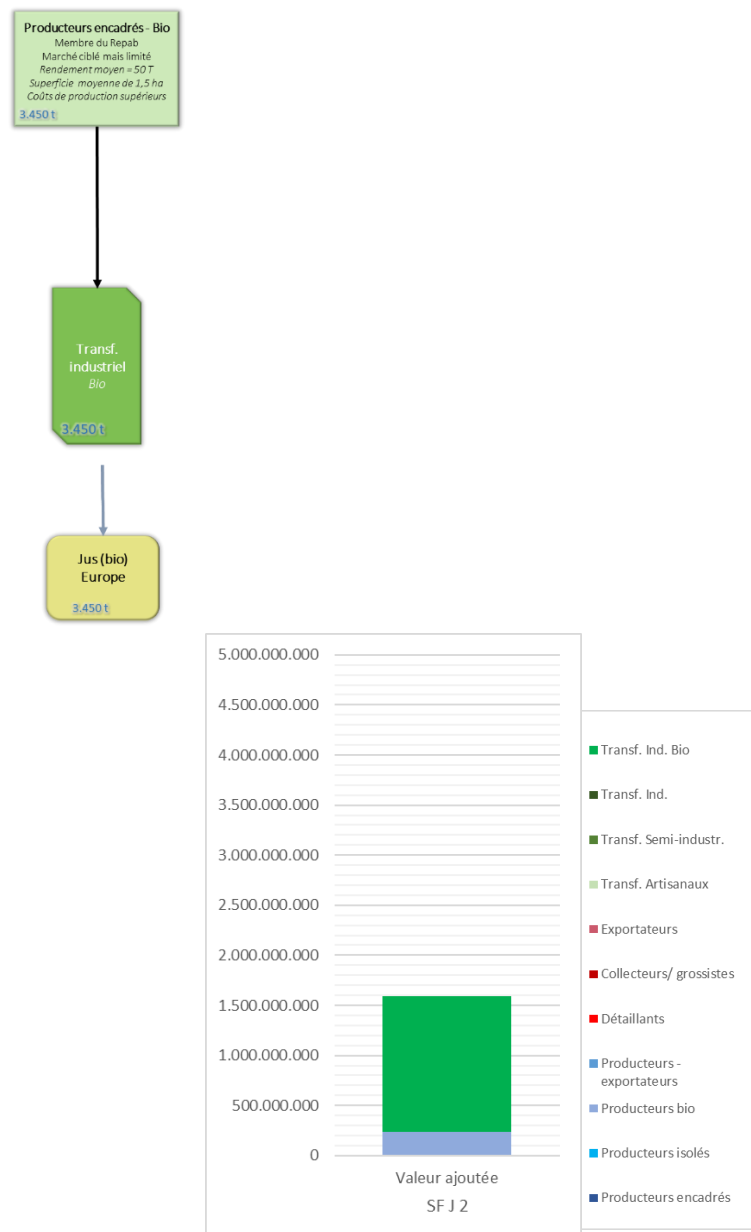 Producteurs encadrés - Bio
Membre du Repab
Marché ciblé mais limité
Rendement moyen = 50 T
Superficie moyenne de 1,5 ha
Coûts de production supérieurs
3.450 t
Transf.
industriel
Bio
3.450 t
Jus (bio)
Europe
3.450 t
5.000.000.000
4.500.000.000
4.000.000.000
3.500.000.000
3.000.000.000
2.500.000.000
2.000.000.000
1.500.000.000
1.000.000.000
500.000.000
0
Valeur ajoutée
SF J 2
Transf. Ind. Bio
Transf. Ind.
Transf. Semi-industr.
Transf. Artisanaux
Exportateurs
Collecteurs/ grossistes
Détaillants
Producteurs -
exportateurs
Producteurs bio
Producteurs isolés
Producteurs encadrés